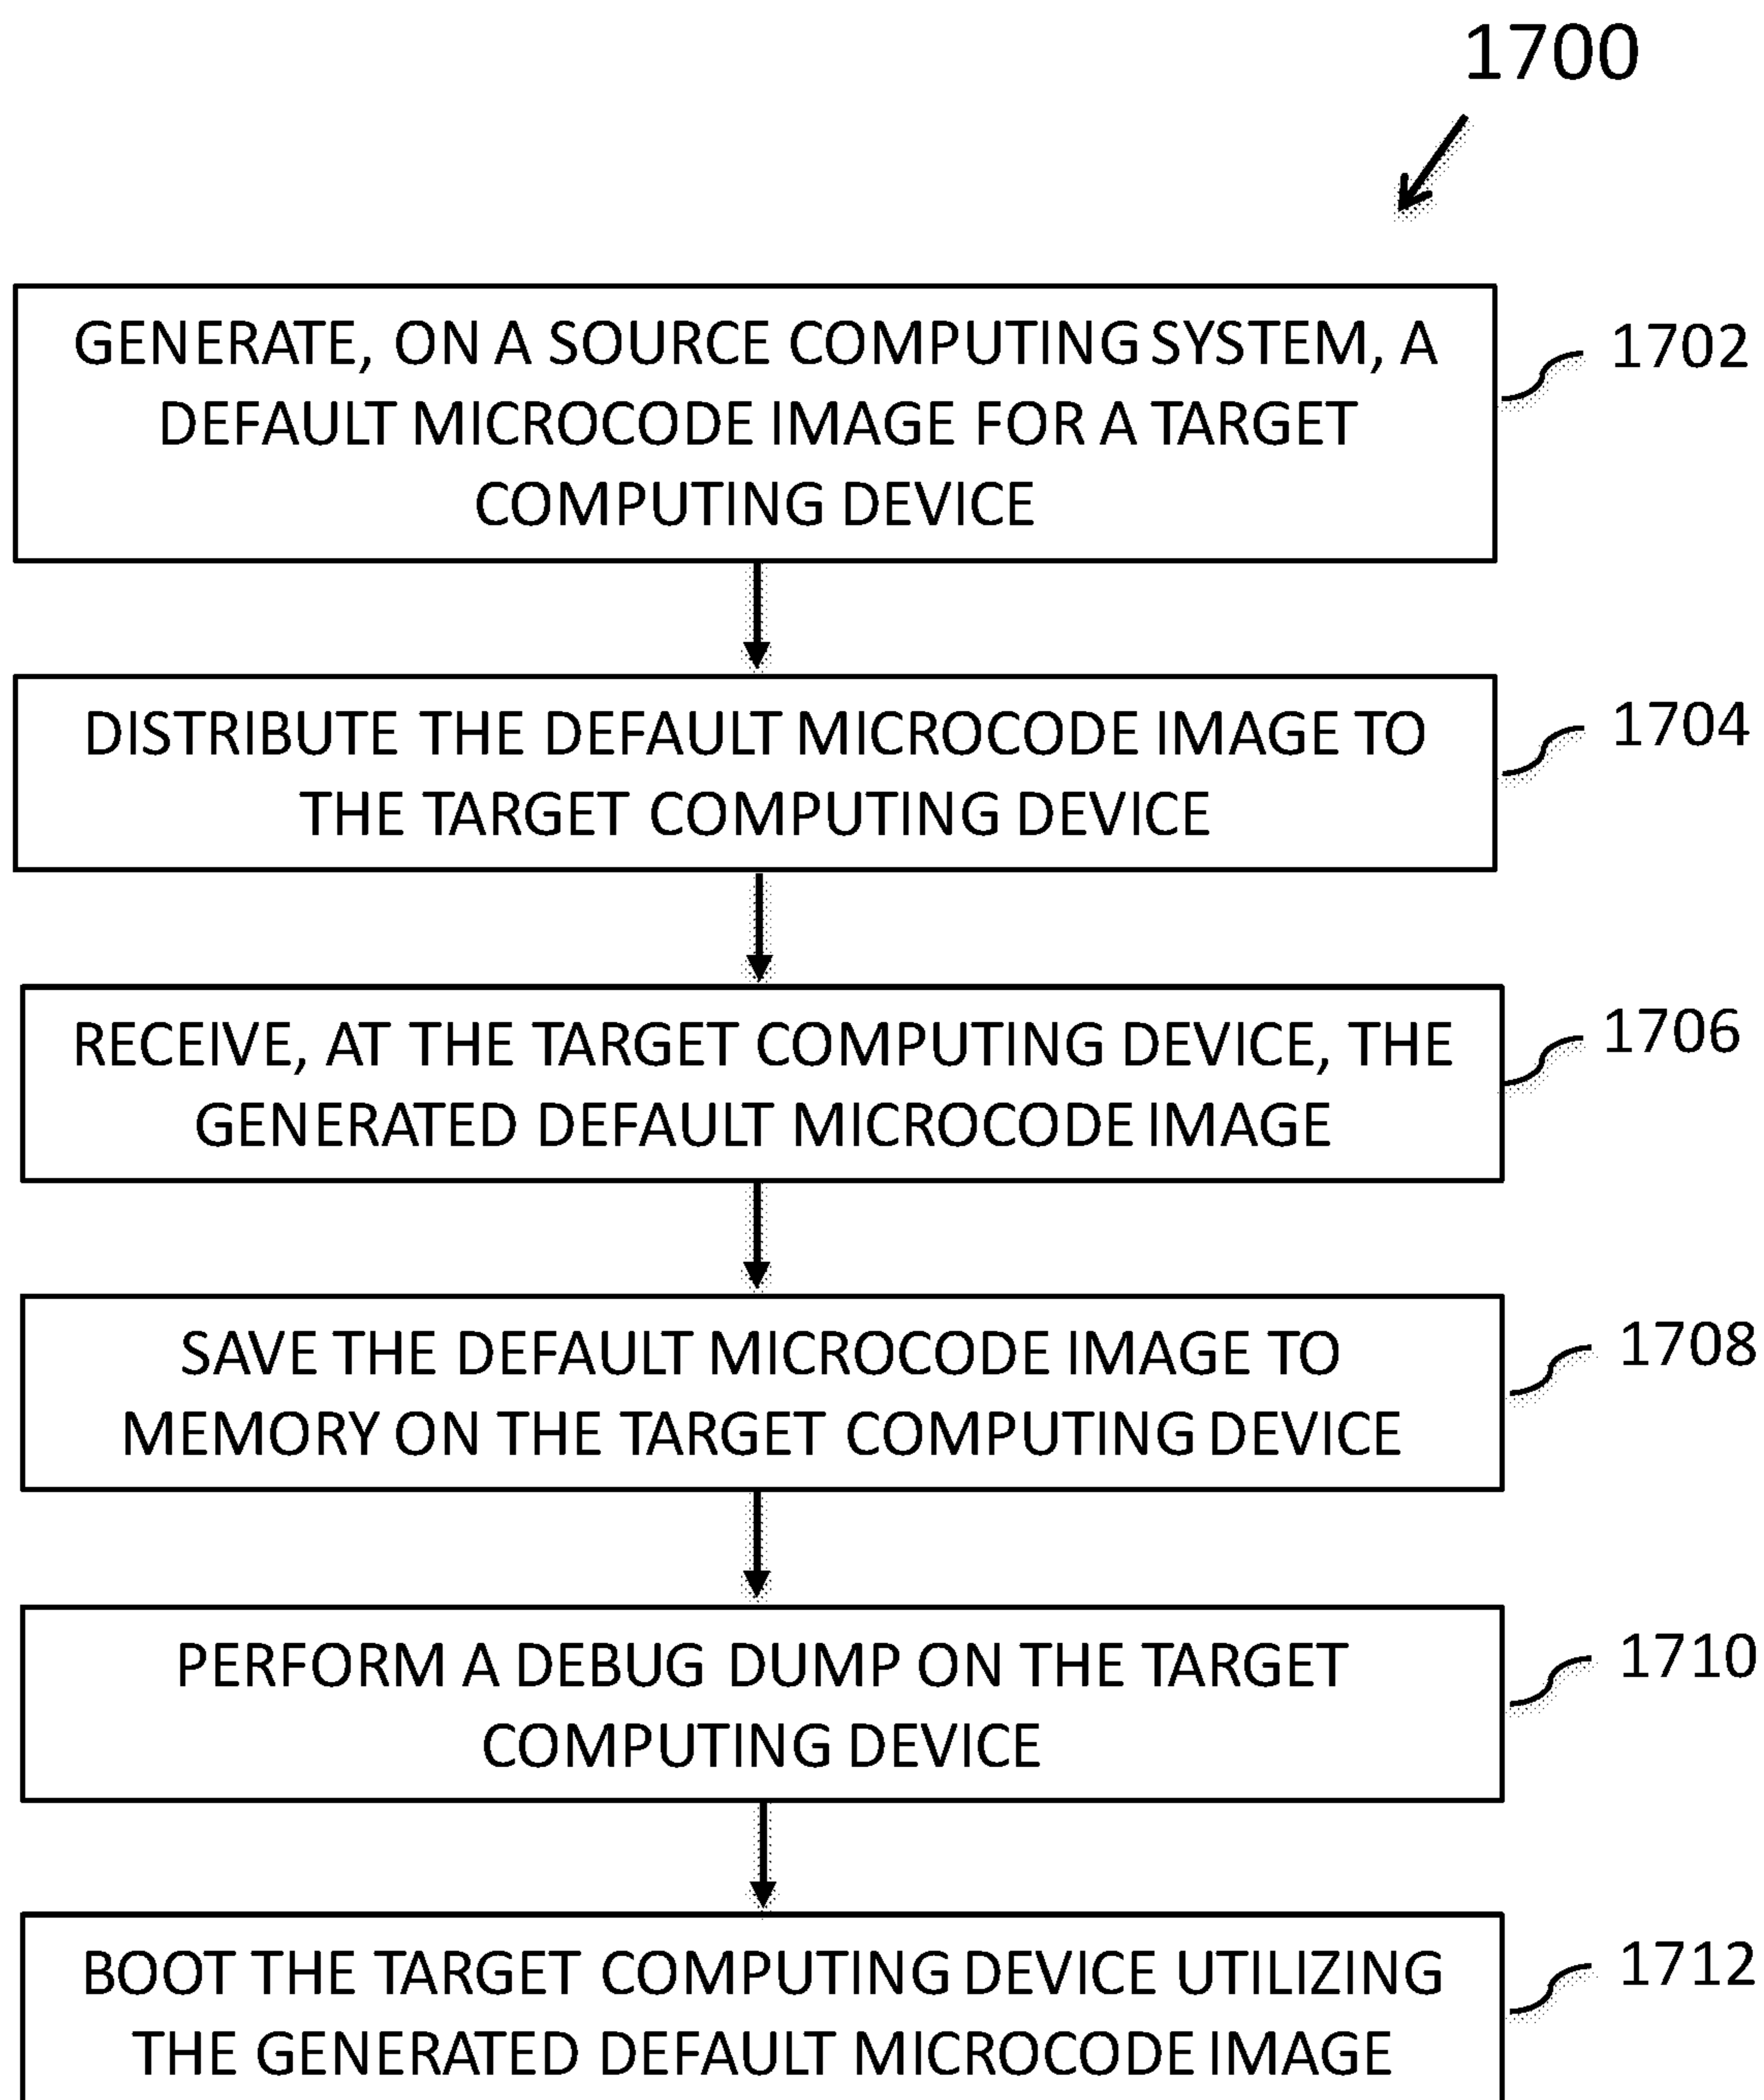 1700
GENERATE, ON A SOURCE COMPUTING SYSTEM, A
DEFAULT MICROCODE IMAGE FOR A TARGET
COMPUTING DEVICE
1702
DISTRIBUTE THE DEFAULT MICROCODE IMAGE TO
THE TARGET COMPUTING DEVICE
1704
RECEIVE, AT THE TARGET COMPUTING DEVICE, THE
GENERATED DEFAULT MICROCODE IMAGE
1706
SAVE THE DEFAULT MICROCODE IMAGE TO
MEMORY ON THE TARGET COMPUTING DEVICE
1708
PERFORM A DEBUG DUMP ON THE TARGET
COMPUTING DEVICE
1710
BOOT THE TARGET COMPUTING DEVICE UTILIZING
THE GENERATED DEFAULT MICROCODE IMAGE
1712